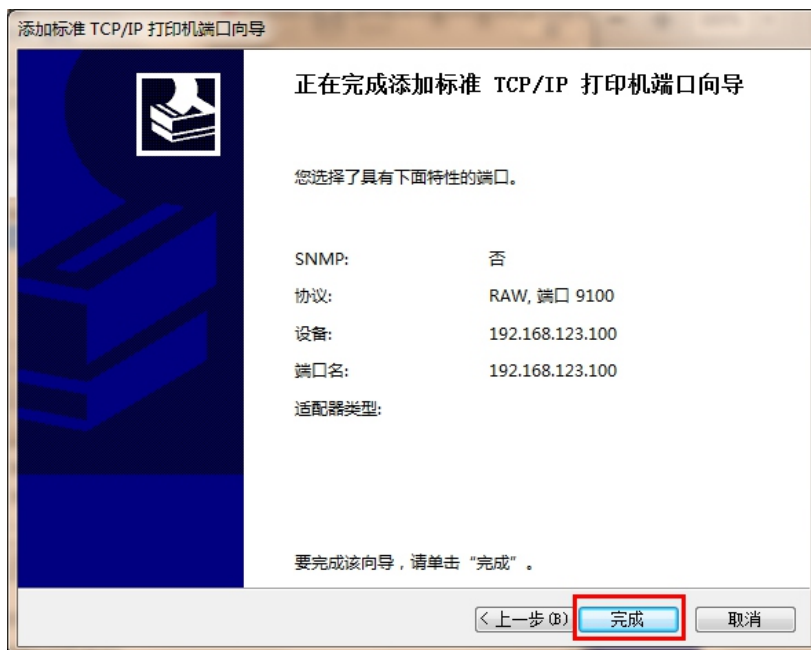 添加标准 TCP/IP 打印机端口向导
正在完成添加标准 TCP/IP 打印机端口向导
您选择了具有下面特性的端口。
SNMP: 否
协议: RAW, 端口 9100
设备: 192.168.123.100
端口名: 192.168.123.100
适配器类型:
要完成该向导，请单击“完成”。
< 上一步(B) 完成 取消